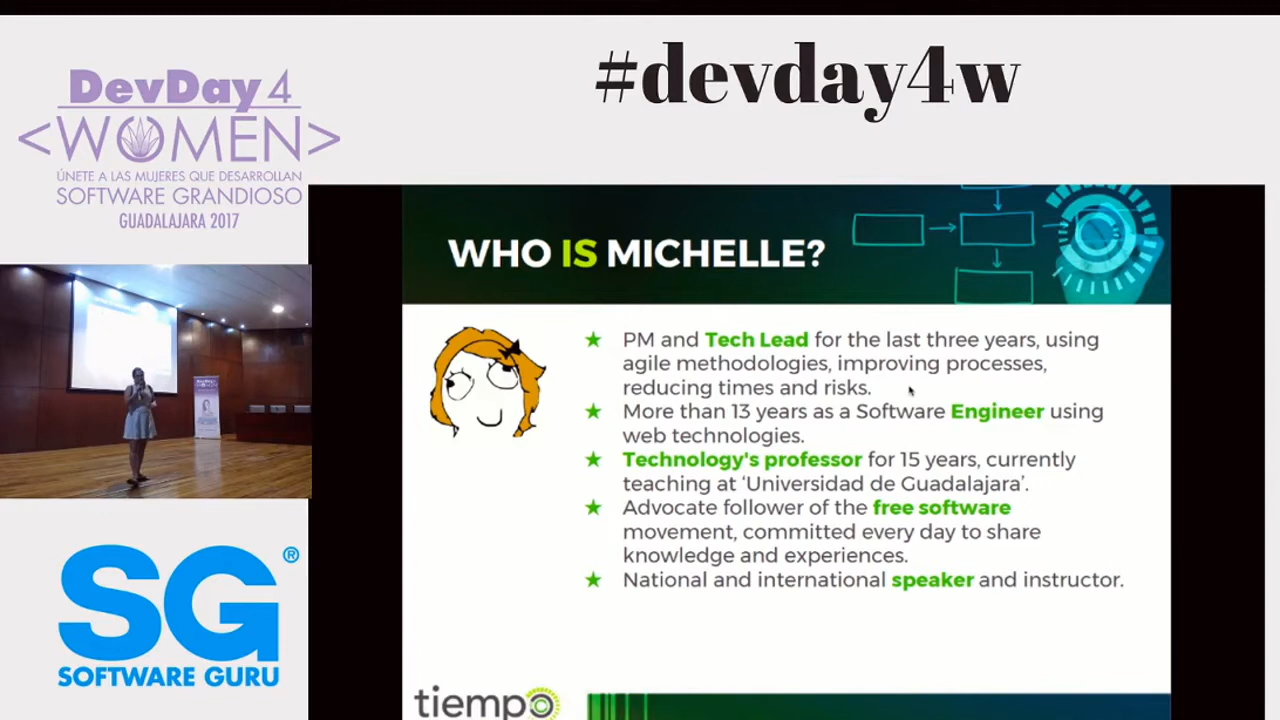 #devday4w
DevDay4
<WOMEN>
ÚNETE A LAS MUJERES QUE DESARROLLAN
SOFTWARE GRANDIOSO
GUADALAJARA 2017
WHO IS MICHELLE?
PM and Tech Lead for the last three years, using
agile methodologies, improving processes,
reducing times and risks.
More than 13 years as a Software Engineer using
web technologies.
Technology's professor for 15 years, currently
teaching at ‘Universidad de Guadalajara’.
Advocate follower of the free software
movement, committed every day to share
knowledge and experiences.
National and international speaker and instructor.
tiempo
DevDay4
WOMEN
SG®
SOFTWARE GURU